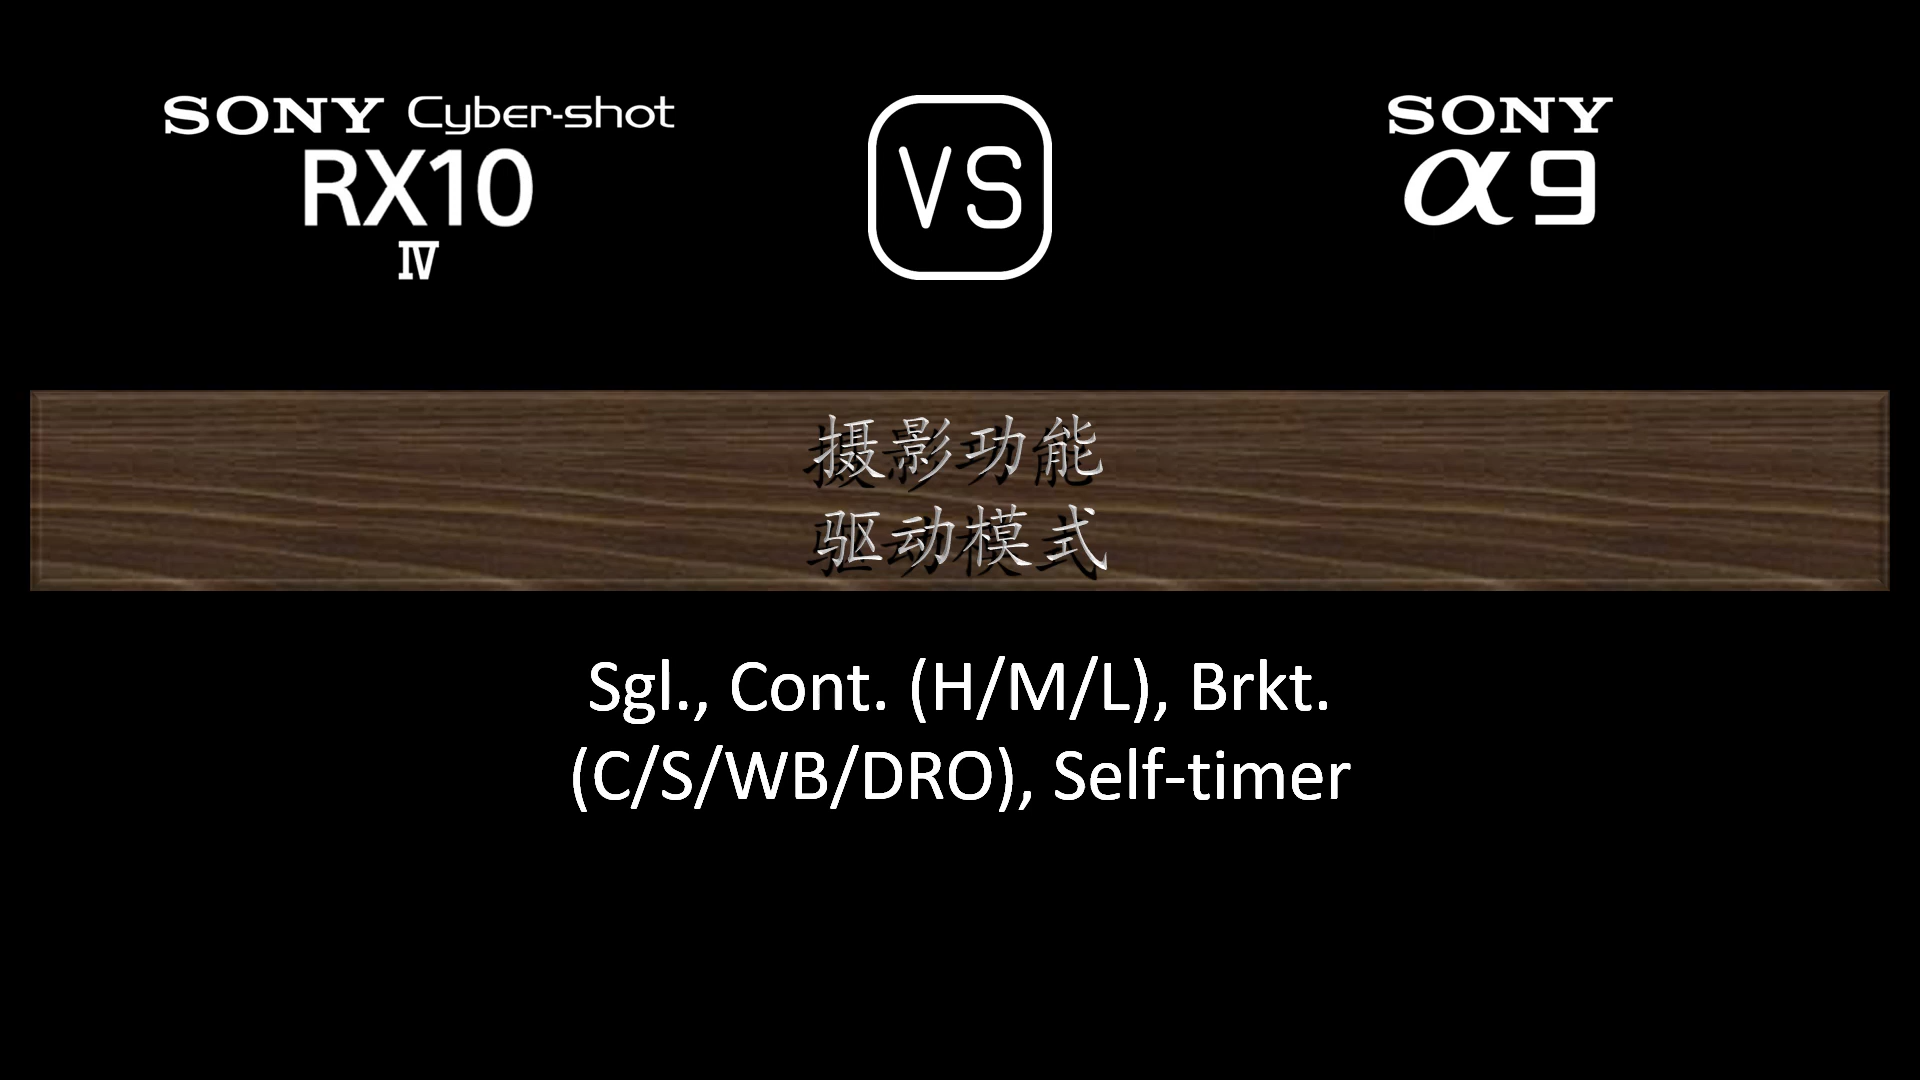 SONY Cyber-shot
RX10
IV
VS
SONY
α9
摄影功能
驱动模式
Sgl., Cont. (H/M/L), Brkt.
(C/S/WB/DRO), Self-timer